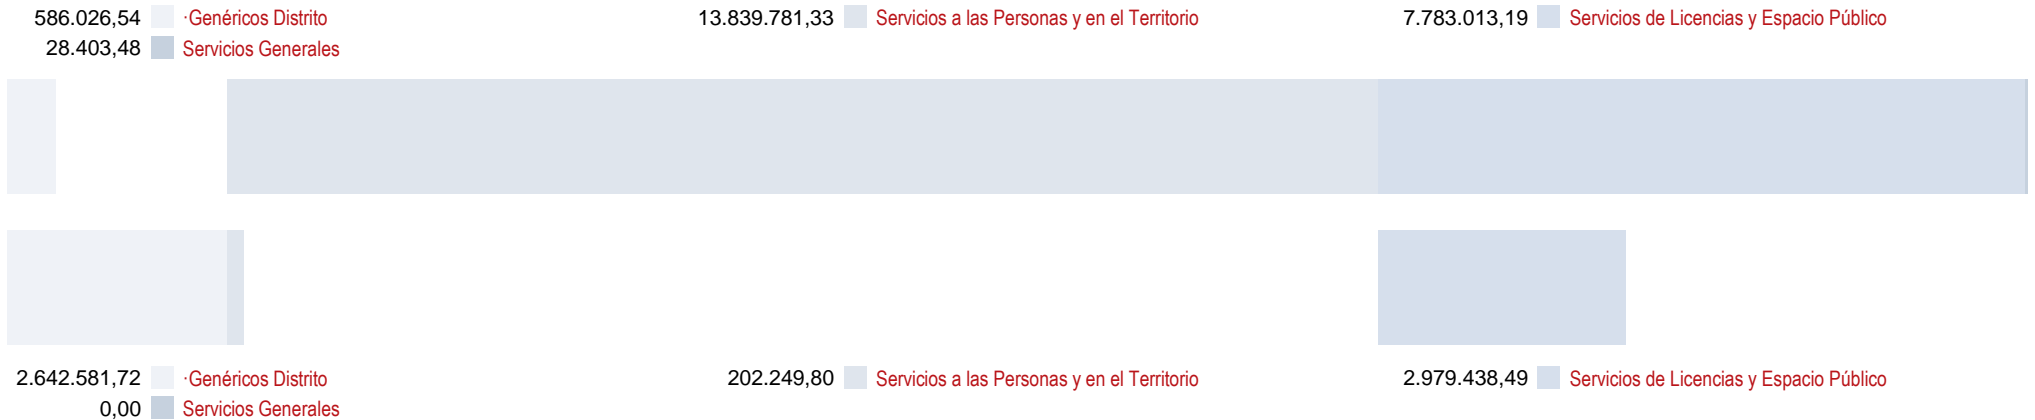 586.026,54 ·Genéricos Distrito 13.839.781,33 Servicios a las Personas y en el Territorio 7.783.013,19 Servicios de Licencias y Espacio Público
28.403,48 Servicios Generales
2.642.581,72 ·Genéricos Distrito 202.249,80 Servicios a las Personas y en el Territorio 2.979.438,49 Servicios de Licencias y Espacio Público
0,00 Servicios Generales